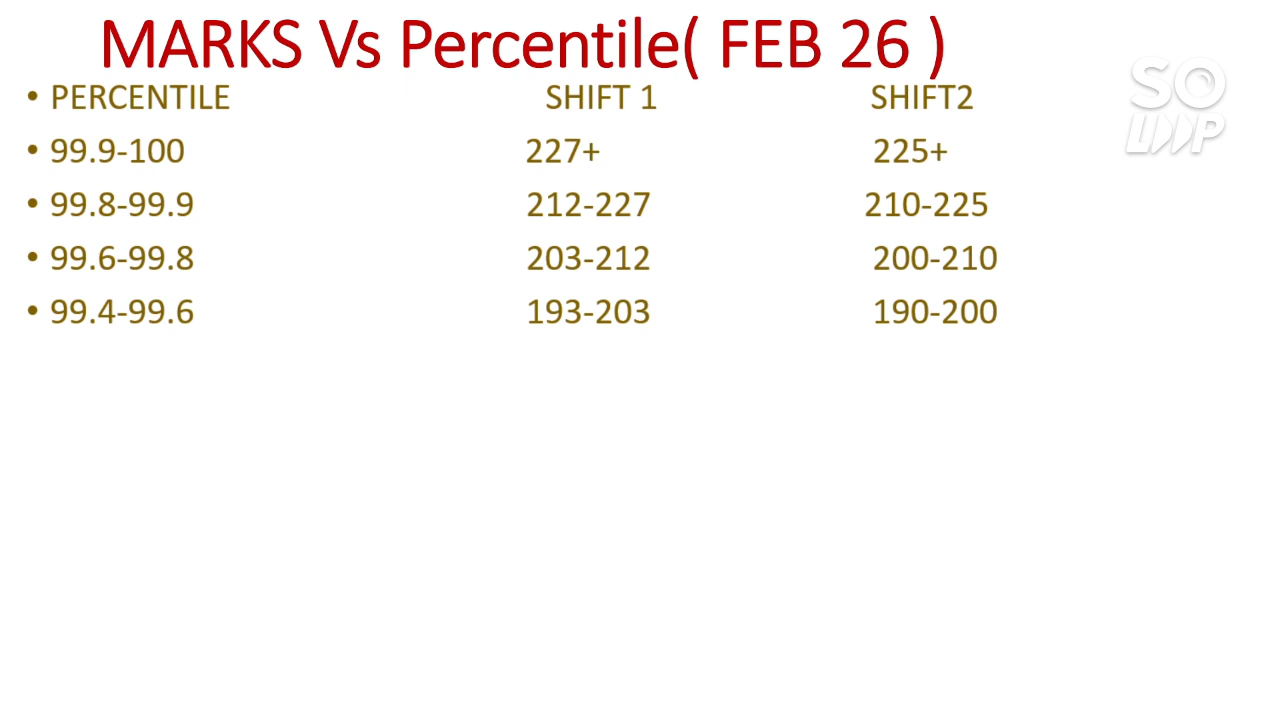 MARKS Vs Percentile( FEB 26 )
• PERCENTILE SHIFT 1 SHIFT2
• 99.9-100 227+ 225+
• 99.8-99.9 212-227 210-225
• 99.6-99.8 203-212 200-210
• 99.4-99.6 193-203 190-200
SO
LOOP